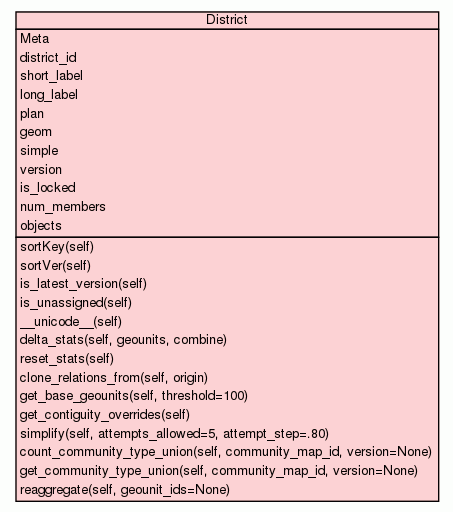 District
Meta
district_id
short_label
long_label
plan
geom
simple
version
is_locked
num_members
objects
sortKey(self)
sortVer(self)
is_latest_version(self)
is_unassigned(self)
__unicode__(self)
delta_stats(self, geounits, combine)
reset_stats(self)
clone_relations_from(self, origin)
get_base_geounits(self, threshold=100)
get_contiguity_overrides(self)
simplify(self, attempts_allowed=5, attempt_step=.80)
count_community_type_union(self, community_map_id, version=None)
get_community_type_union(self, community_map_id, version=None)
reaggregate(self, geounit_ids=None)